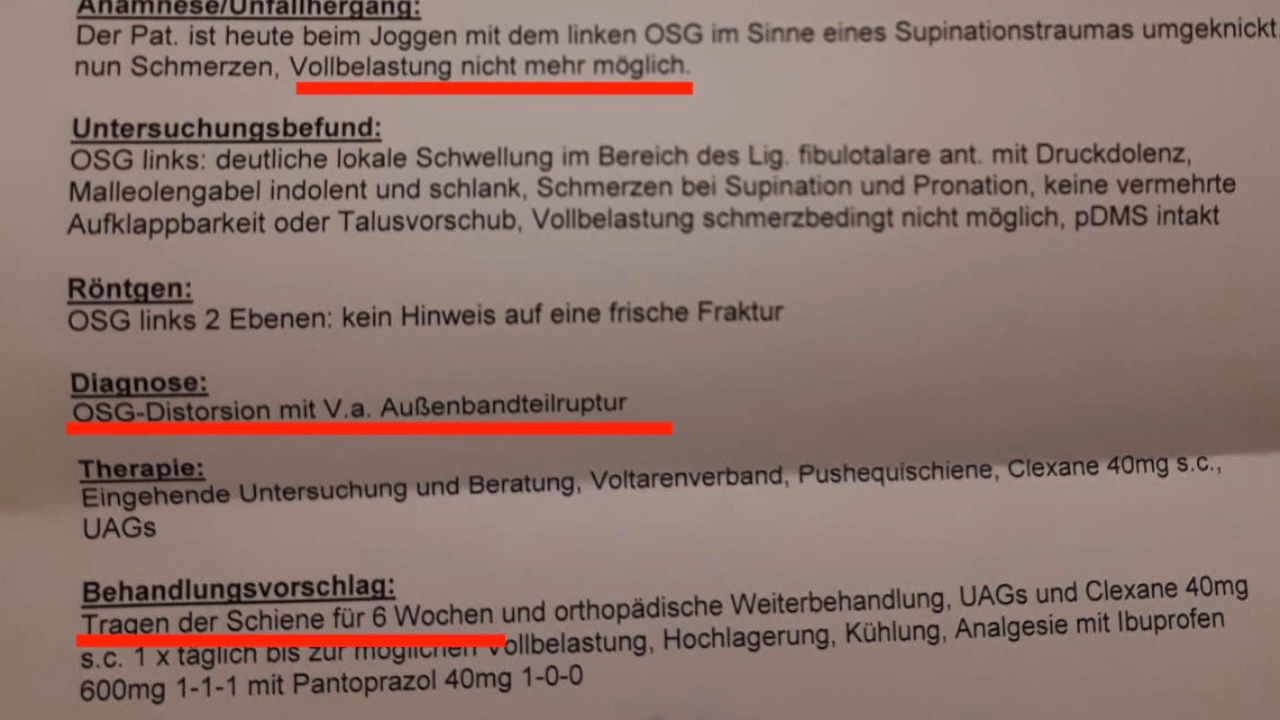 Anamnese/Unfallhergang:
Der Pat. ist heute beim Joggen mit dem linken OSG im Sinne eines Supinationstraumas umgeknickt,
nun Schmerzen, Vollbelastung nicht mehr möglich.
Untersuchungsbefund:
OSG links: deutliche lokale Schwellung im Bereich des Lig. fibulotalare ant. mit Druckdolenz,
Malleolengabel indolent und schlank, Schmerzen bei Supination und Pronation, keine vermehrte
Aufklappbarkeit oder Talusvorschub, Vollbelastung schmerzbedingt nicht möglich, pDMS intakt
Röntgen:
OSG links 2 Ebenen: kein Hinweis auf eine frische Fraktur
Diagnose:
OSG-Distorsion mit V.a. Außenbandteilruptur
Therapie:
Eingehende Untersuchung und Beratung, Voltarenverband, Pushequischiene, Clexane 40mg s.c.,
UAGs
Behandlungsvorschlag:
Tragen der Schiene für 6 Wochen und orthopädische Weiterbehandlung, UAGs und Clexane 40mg
s.c. 1 x täglich bis zur möglichen Vollbelastung, Hochlagerung, Kühlung, Analgesie mit Ibuprofen
600mg 1-1-1 mit Pantoprazol 40mg 1-0-0